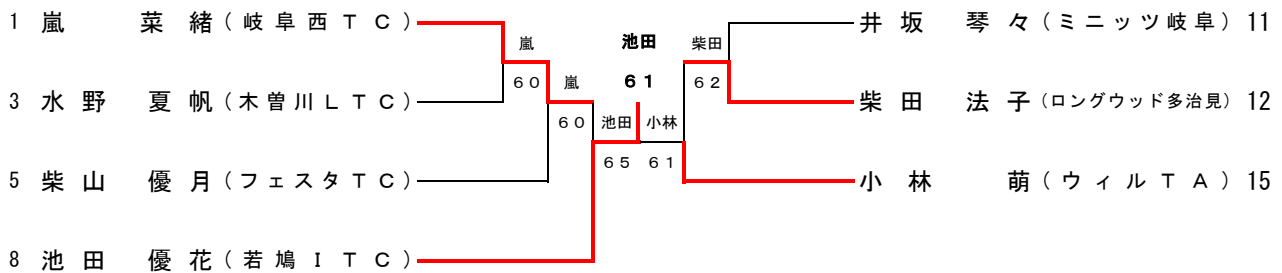 1 嵐 菜緒(岐阜西TC)
3 水野 夏帆(木曽川LTC)
5 柴山 優月(フェスタTC)
8 池田 優花(若鳩ITC)
嵐
60
嵐
60
池田
65
池田
61
小林
61
柴田
62
井坂 琴々(ミニッツ岐阜) 11
柴田 法子(ロングウッド多治見) 12
小林 萌(ウィルTA) 15